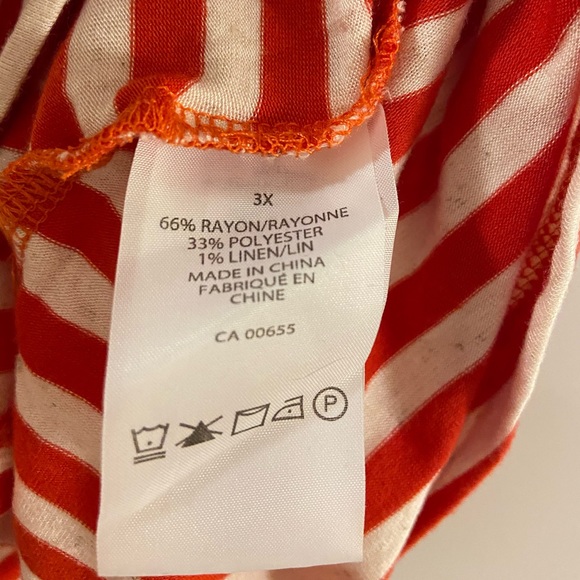 3X
66% RAYON/RAYONNE
33% POLYESTER
1% LINEN/LIN
MADE IN CHINA
FABRIQUÉ EN
CHINE
CA 00655
P